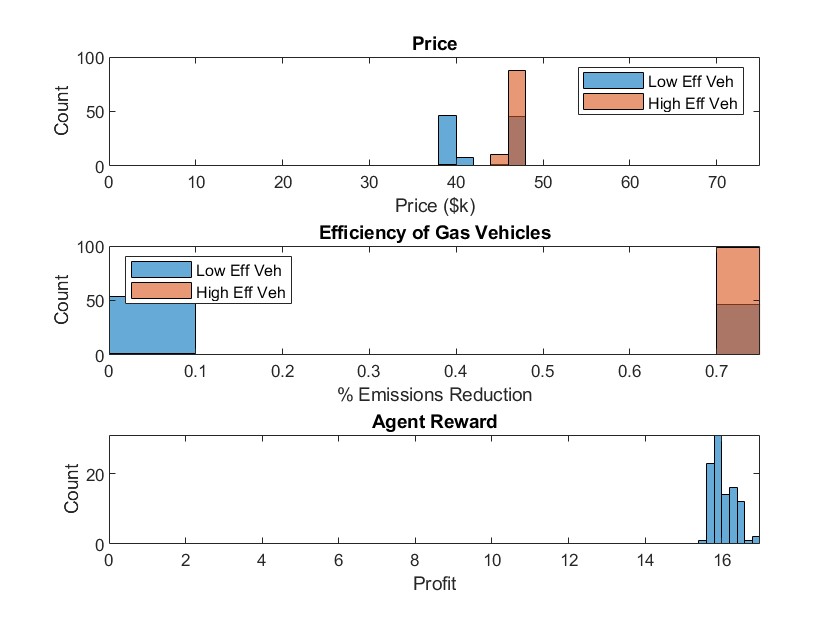 Price
100
50
0
Count
Low Eff Veh
High Eff Veh
0 10 20 30 40 50 60 70
Price ($k)
Efficiency of Gas Vehicles
100
50
0
Count
Low Eff Veh
High Eff Veh
0 0.1 0.2 0.3 0.4 0.5 0.6 0.7
% Emissions Reduction
Agent Reward
20
0
Count
0 2 4 6 8 10 12 14 16
Profit